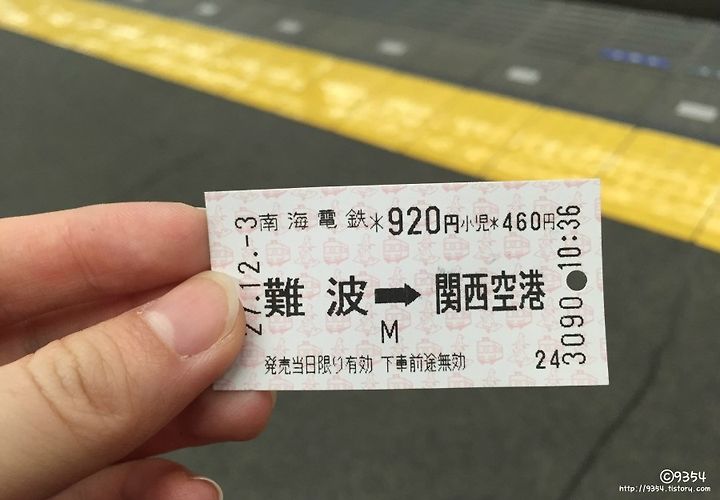 南海電鉄 *920円 小児*460円
難波➡関西空港
M
発売当日限り有効 下車前途無効
24
27.12.-3
3090 ● 10:36
©9354
http://9354.tistory.com